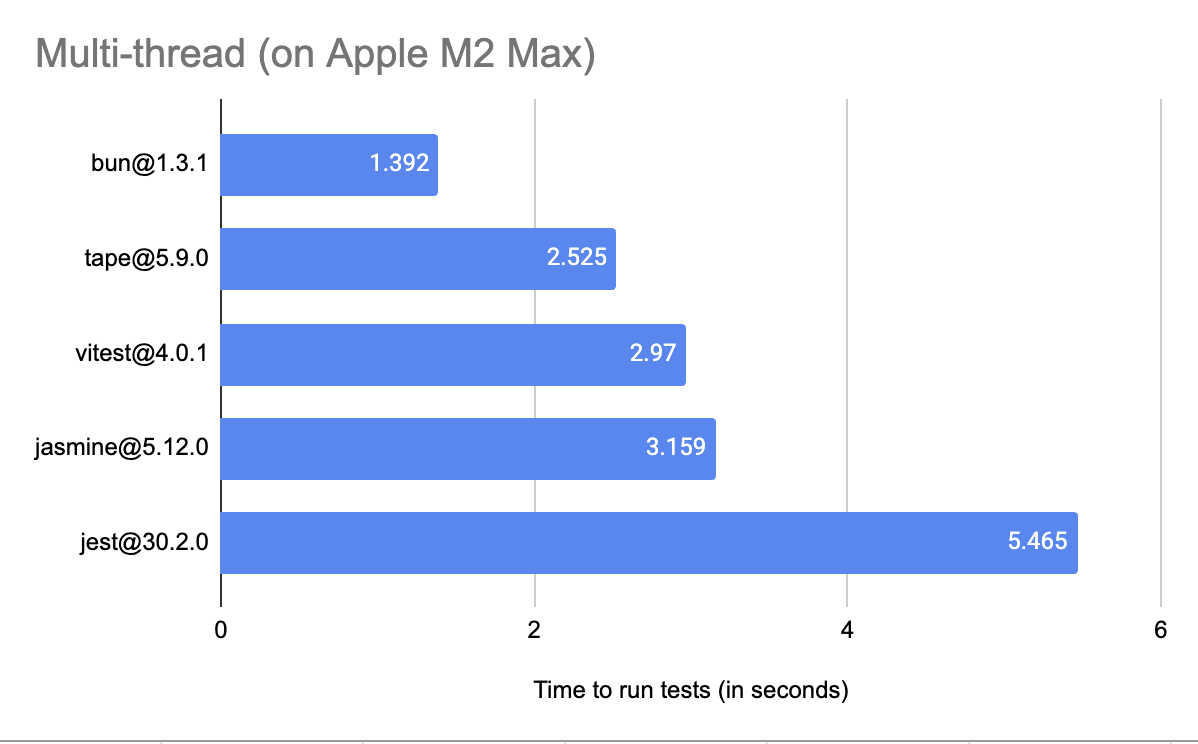 Multi-thread (on Apple M2 Max)
bun@1.3.1
1.392
tape@5.9.0
2.525
vitest@4.0.1
2.97
jasmine@5.12.0
3.159
jest@30.2.0
5.465
0
2
4
6
Time to run tests (in seconds)